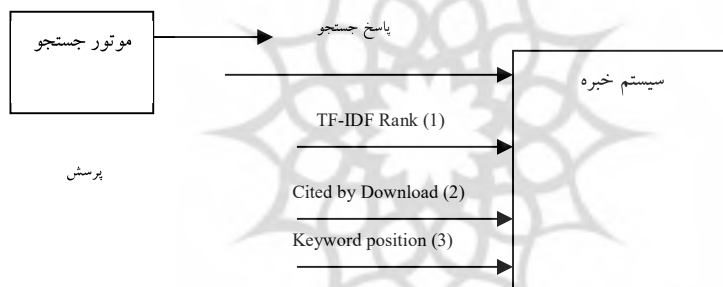 موتور جستجو
پاسخ جستجو
سیستم خبره
TF-IDF Rank (1)
پرسش
Cited by Download (2)
Keyword position (3)